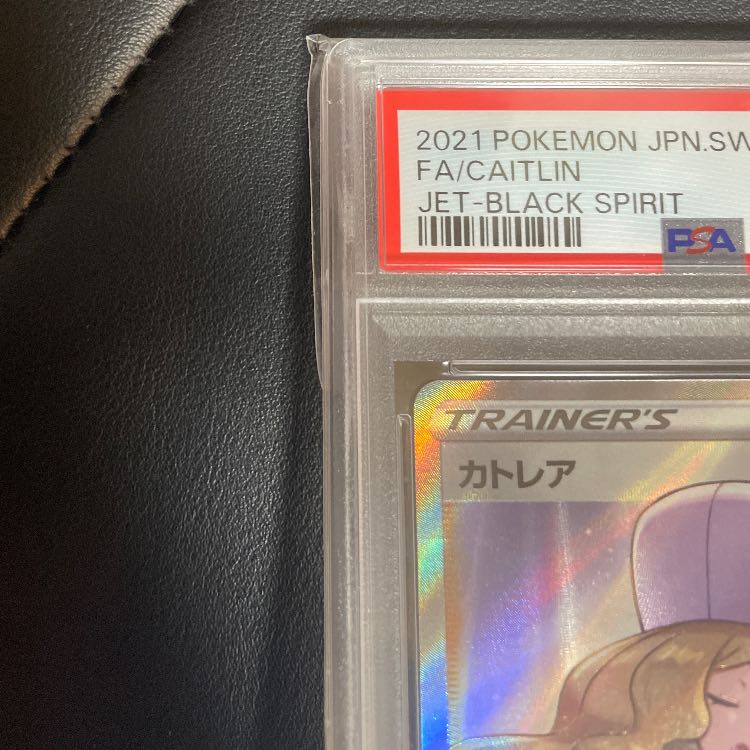 2021 POKEMON JPN.SW
FA/CAITLIN
JET-BLACK SPIRIT
PSA
TRAINER'S
カトレア